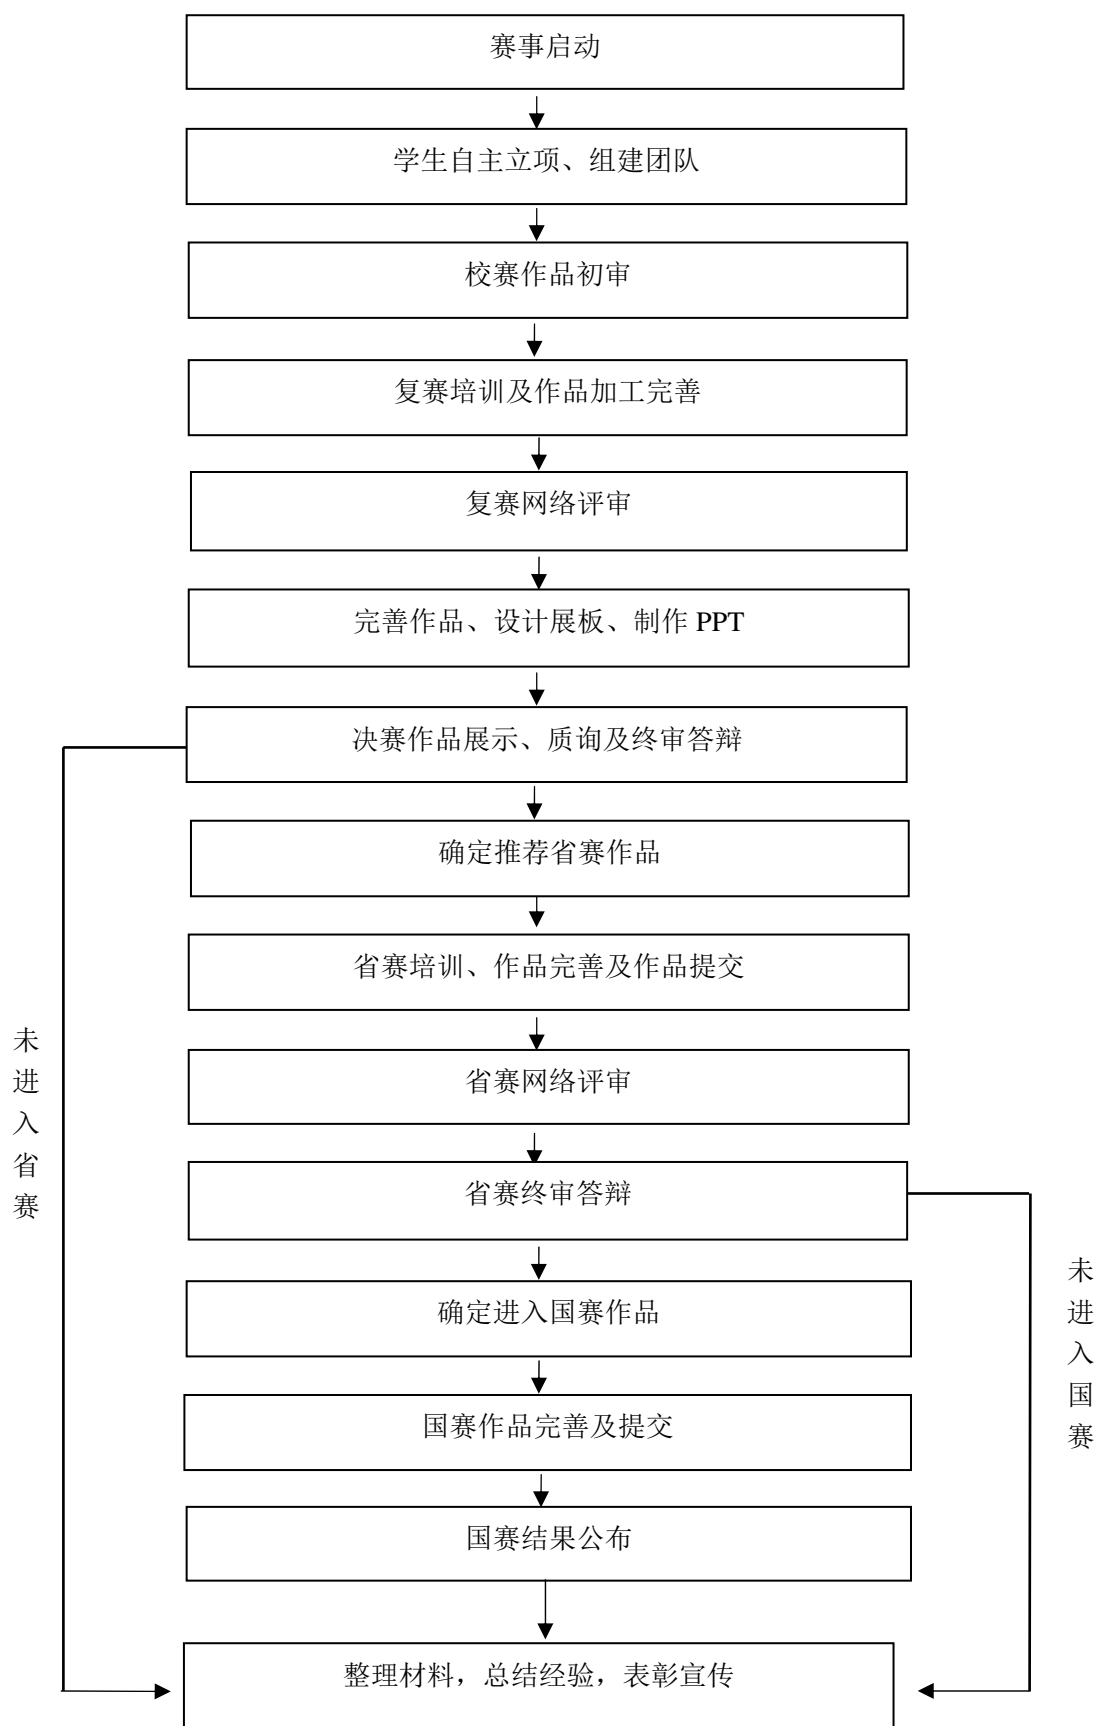 赛事启动
学生自主立项、组建团队
校赛作品初审
复赛培训及作品加工完善
复赛网络评审
完善作品、设计展板、制作 PPT
决赛作品展示、质询及终审答辩
确定推荐省赛作品
省赛培训、作品完善及作品提交
省赛网络评审
省赛终审答辩
确定进入国赛作品
国赛作品完善及提交
国赛结果公布
整理材料，总结经验，表彰宣传
未
进
入
省
赛
未
进
入
国
赛